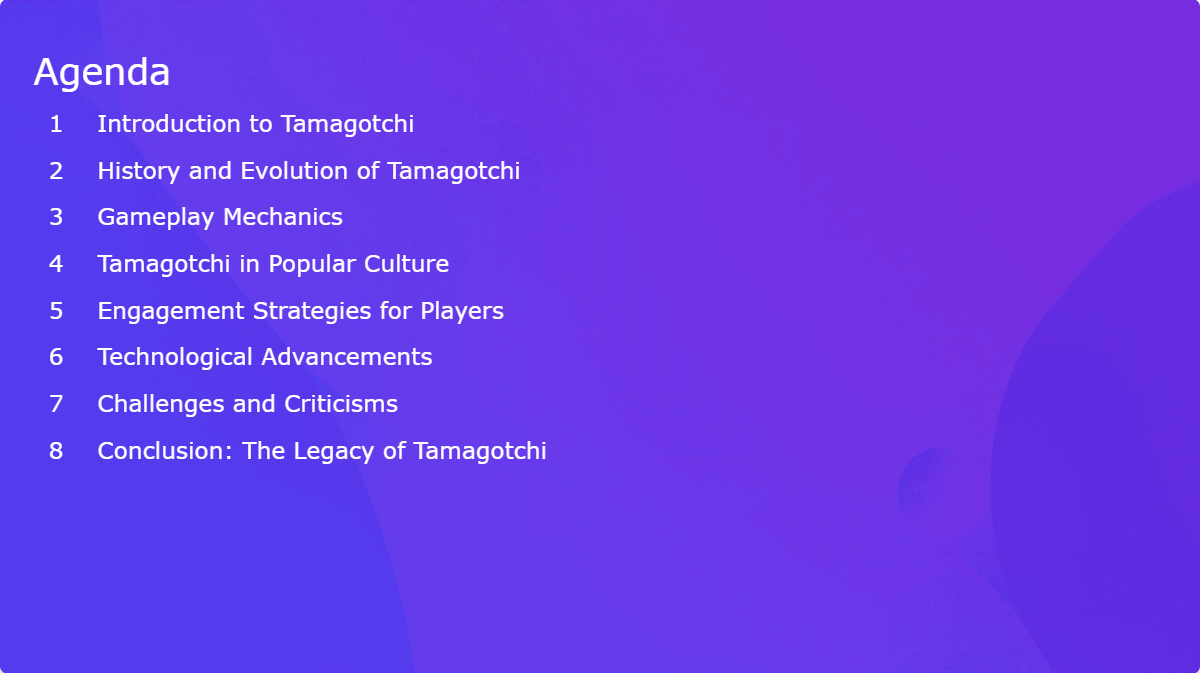 Agenda
1 Introduction to Tamagotchi
2 History and Evolution of Tamagotchi
3 Gameplay Mechanics
4 Tamagotchi in Popular Culture
5 Engagement Strategies for Players
6 Technological Advancements
7 Challenges and Criticisms
8 Conclusion: The Legacy of Tamagotchi